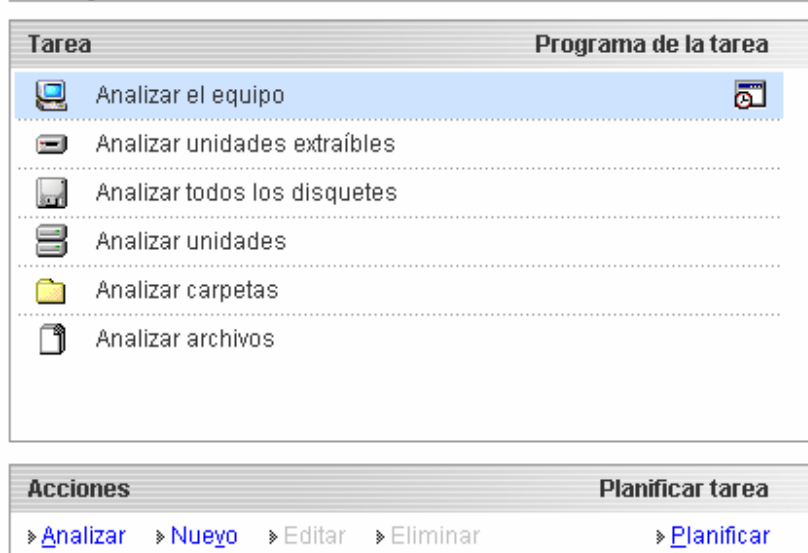 Tarea Programa de la tarea
Analizar el equipo
Analizar unidades extraíbles
Analizar todos los disquetes
Analizar unidades
Analizar carpetas
Analizar archivos
Acciones Planificar tarea
Analizar Nuevo Editar Eliminar Planificar